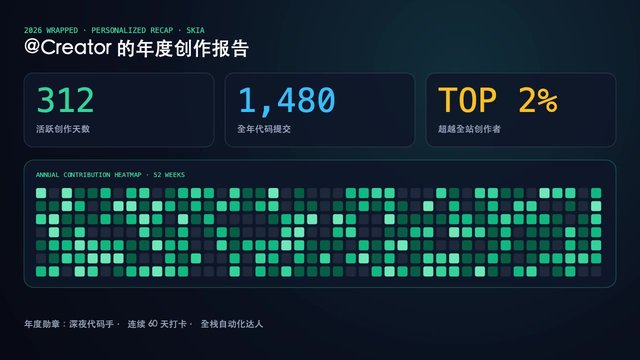 2026 WRAPPED · PERSONALIZED RECAP · SKIA
@Creator 的年度创作报告
312
活跃创作天数
1,480
全年代码提交
TOP 2%
超越全站创作者
ANNUAL CONTRIBUTION HEATMAP · 52 WEEKS
年度勋章：深夜代码手 · 连续 60 天打卡 · 全栈自动化达人